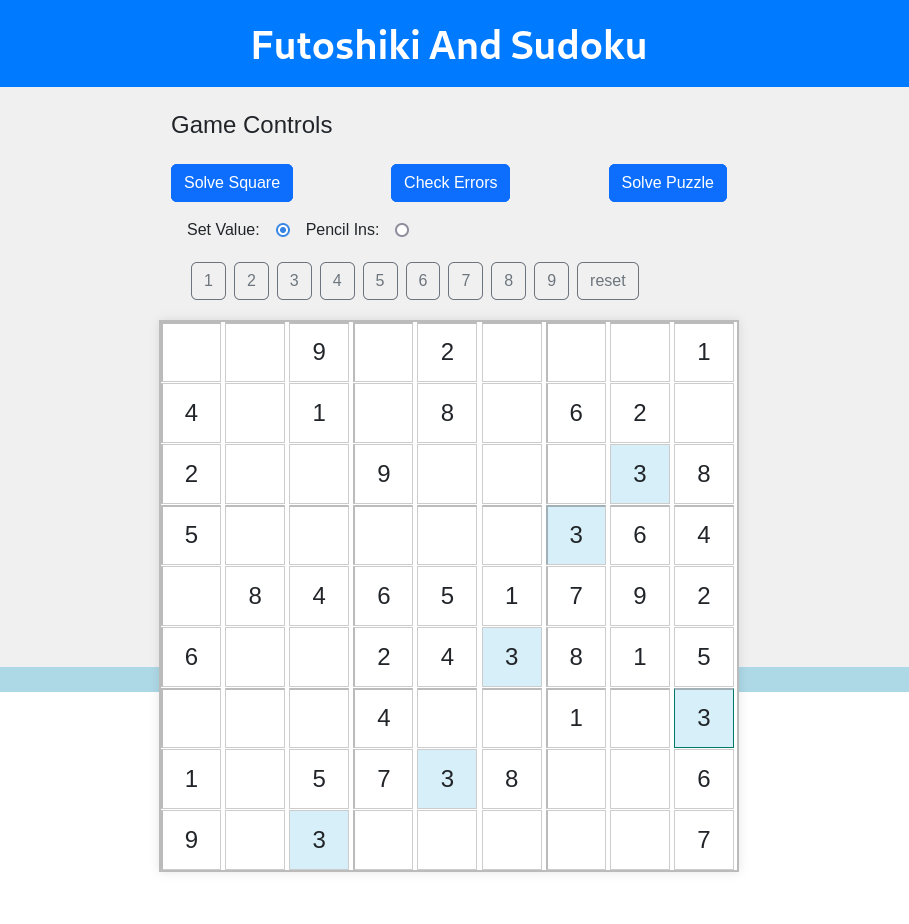 Futoshiki And Sudoku
Game Controls
Solve Square Check Errors Solve Puzzle
Set Value: Pencil Ins:
1 2 3 4 5 6 7 8 9 reset
9 2 1
4 1 8 6 2
2 9 3 8
5 3 6 4
8 4 6 5 1 7 9 2
6 2 4 3 8 1 5
4 1 3
1 5 7 3 8 6
9 3 7